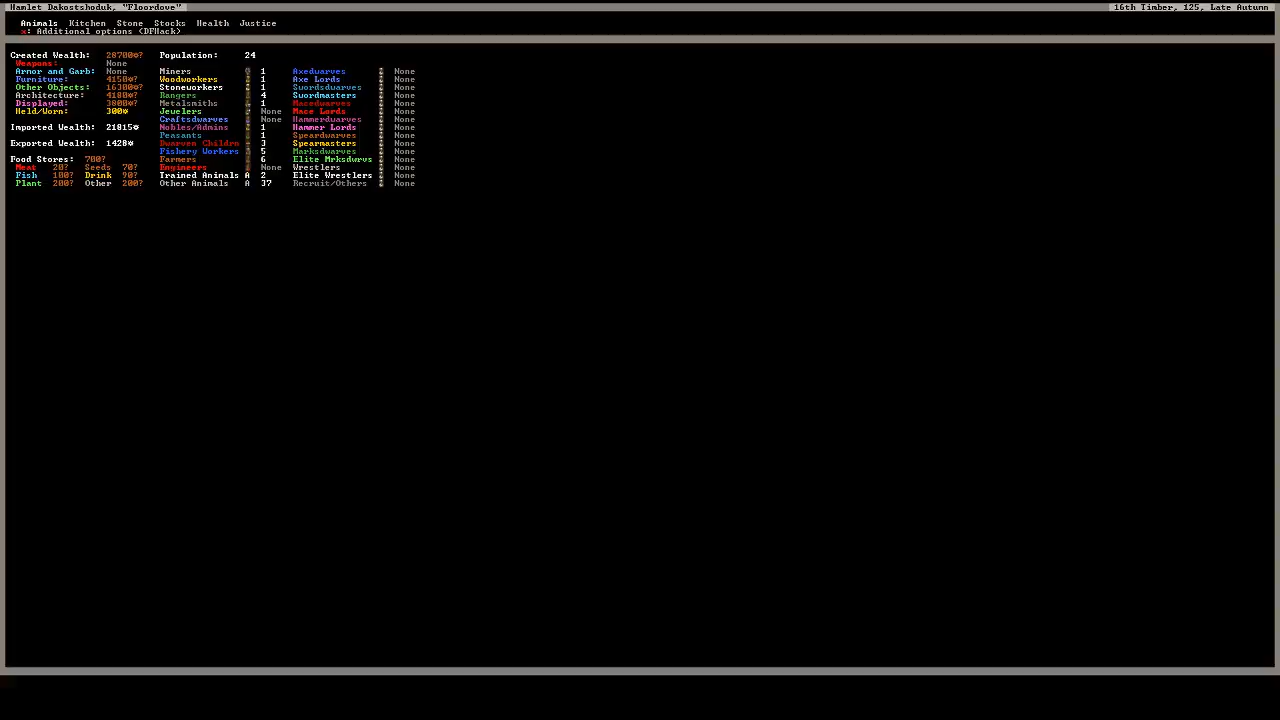 Hamlet Dakostshoduk, "Floordove" 16th Timber, 125, Late Autumn
Animals Kitchen Stone Stocks Health Justice
x: Additional options (DFHack)
Created Wealth: 28700☼? Population: 24
Weapons: None
Armor and Garb: None Miners 1 Axedwarves None
Furniture: 4150☼? Woodworkers 1 Axe Lords None
Other Objects: 16300☼? Stoneworkers 1 Swordsdwarves None
Architecture: 4180☼? Rangers 4 Swordmasters None
Displayed: 3800☼? Metalsmiths 1 Macedwarves None
Held/Worn: 300☼ Jewelers None Mace Lords None
Craftsdwarves None Hammerdwarves None
Imported Wealth: 21815☼ Nobles/Admins 1 Hammer Lords None
Peasants 1 Speardwarves None
Exported Wealth: 1428☼ Dwarven Childrn 3 Spearmasters None
Fishery Workers 5 Marksdwarves None
Food Stores: 700? Farmers 6 Elite Mrksdwrvs None
Meat 20? Seeds 70? Engineers None Wrestlers None
Fish 100? Drink 90? Trained Animals A 2 Elite Wrestlers None
Plant 200? Other 200? Other Animals A 37 Recruit/Others None